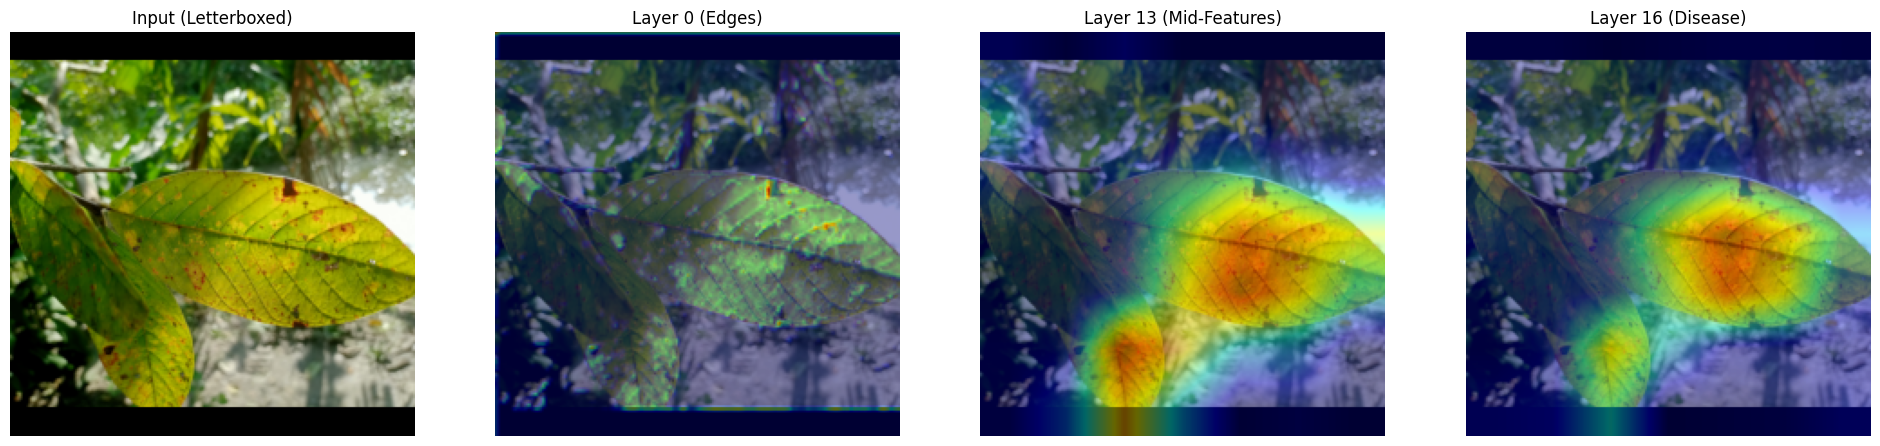 Input (Letterboxed)
Layer 0 (Edges)
Layer 13 (Mid-Features)
Layer 16 (Disease)